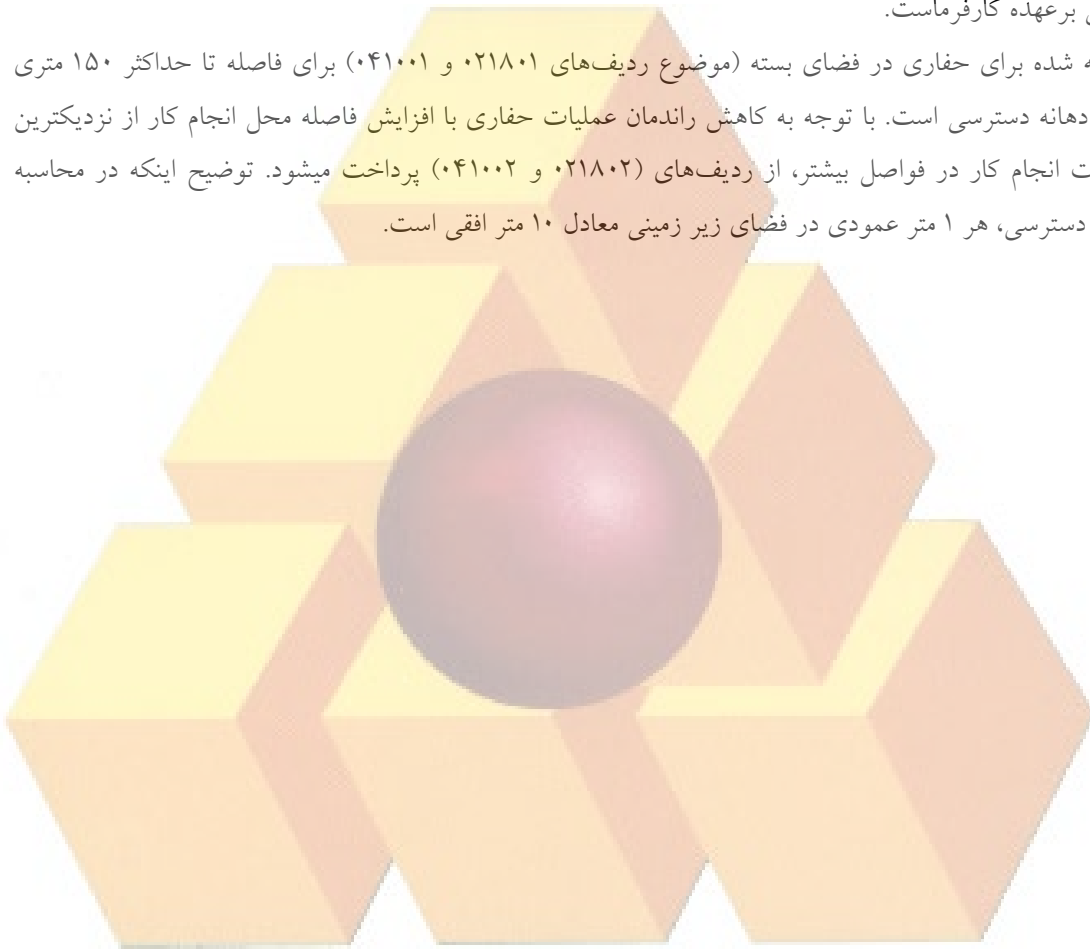 برعهده کارفرماست.
شده برای حفاری در فضای بسته (موضوع ردیف‌های ۰۲۱۸۰۱ و ۰۴۱۰۰۱) برای فاصله تا حداکثر ۱۵۰ متری
دهانه دسترسی است. با توجه به کاهش راندمان عملیات حفاری با افزایش فاصله محل انجام کار از نزدیکترین
انجام کار در فواصل بیشتر، از ردیف‌های (۰۲۱۸۰۲ و ۰۴۱۰۰۲) پرداخت میشود. توضیح اینکه در محاسبه
دسترسی، هر ۱ متر عمودی در فضای زیر زمینی معادل ۱۰ متر افقی است.